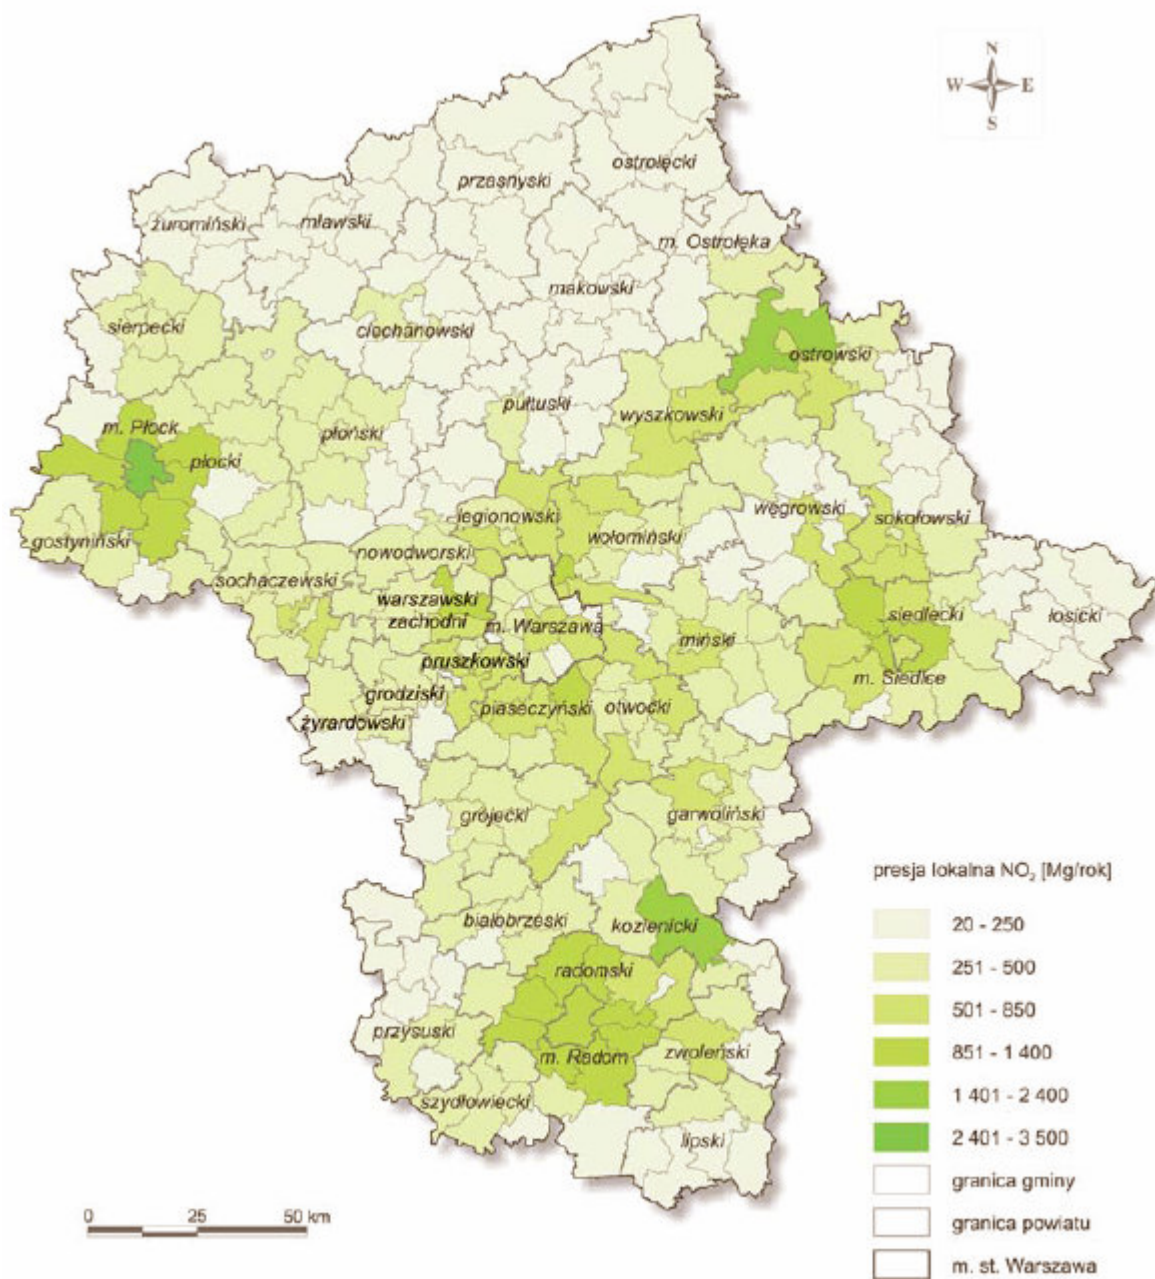 N
W E
S
ostrołęcki
przasnyski
żuromiński
mławski
m. Ostrołęka
makowski
sierpecki
ciechanowski
ostrowski
pułtuski
wyszkowski
m. Płock
płoński
płocki
węgrowski
legionowski
sokołowski
wołomiński
gostyniński
nowodworski
sochaczewski
warszawski
zachodni
siedlecki
łosicki
m. Warszawa
miński
pruszkowski
m. Siedlce
grodziski
piaseczyński
otwocki
żyrardowski
grójecki
garwoliński
presja lokalna NO₂ [Mg/rok]
białobrzeski
kozienicki
20 - 250
radomski
251 - 500
501 - 850
przysuski
m. Radom
zwoleński
851 - 1 400
szydłowiecki
1 401 - 2 400
lipski
2 401 - 3 500
granica gminy
0 25 50 km
granica powiatu
m. st. Warszawa